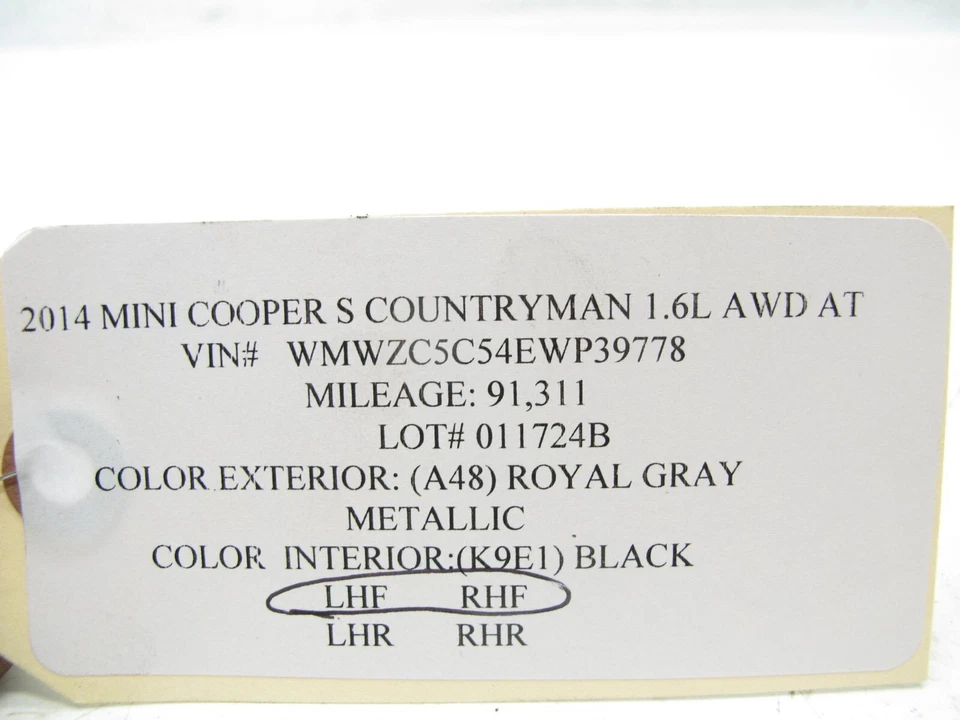 2014 MINI COOPER S COUNTRYMAN 1.6L AWD AT
VIN# WMWZC5C54EWP39778
MILEAGE: 91,311
LOT# 011724B
COLOR EXTERIOR: (A48) ROYAL GRAY
METALLIC
COLOR INTERIOR:(K9E1) BLACK
LHF RHF
LHR RHR